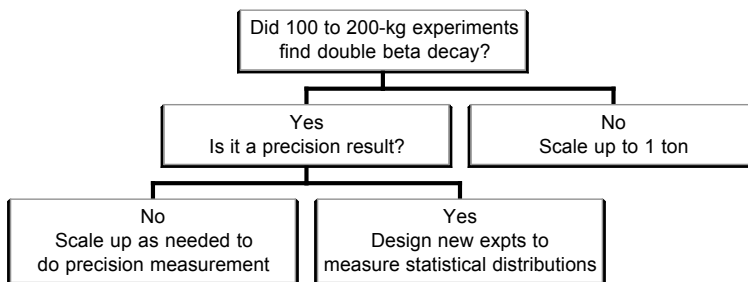 Did 100 to 200-kg experiments
find double beta decay?
Yes
Is it a precision result?
No
Scale up to 1 ton
No
Scale up as needed to
do precision measurement
Yes
Design new expts to
measure statistical distributions